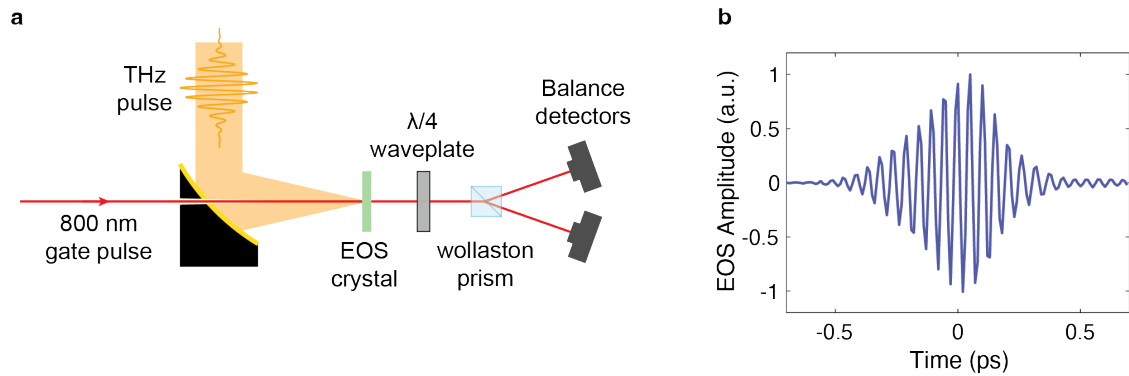 a
THz
pulse
800 nm
gate pulse
EOS
crystal
λ/4
waveplate
wollaston
prism
Balance
detectors
b
EOS Amplitude (a.u.)
1
0.5
0
-0.5
-1
-0.5
0
0.5
Time (ps)